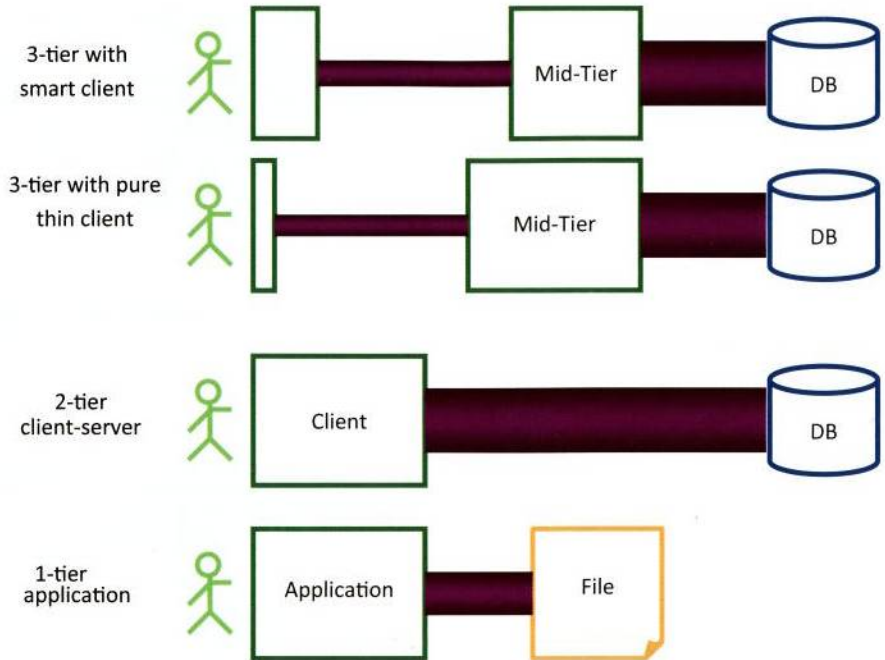 3-tier with
smart client
Mid-Tier
DB
3-tier with pure
thin client
Mid-Tier
DB
2-tier
client-server
Client
DB
1-tier
application
Application
File